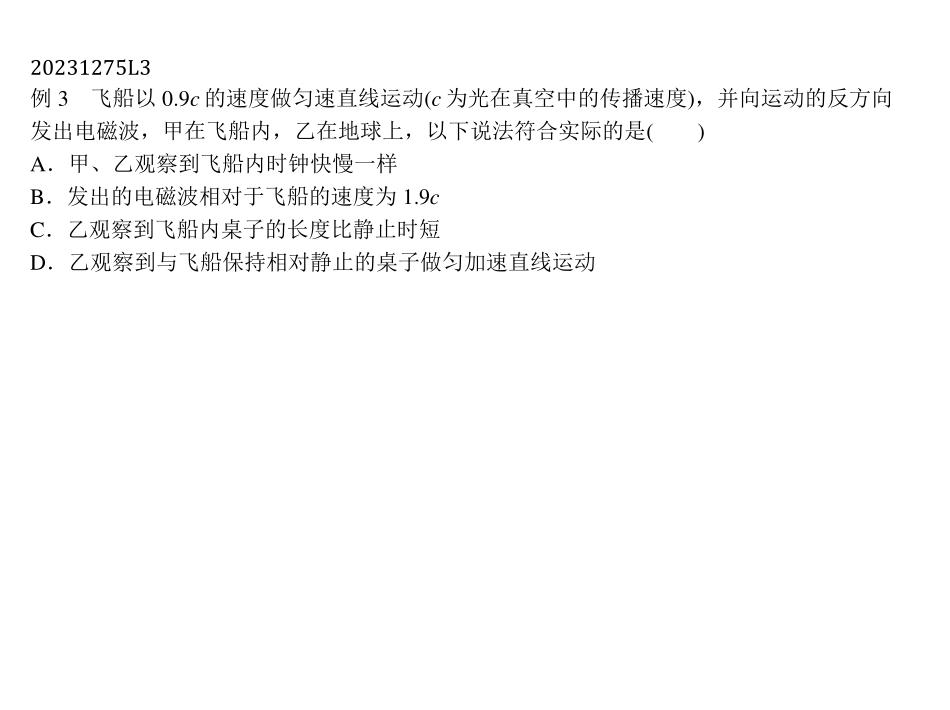 20231275L3
例 3　飞船以 0.9c 的速度做匀速直线运动(c 为光在真空中的传播速度)，并向运动的反方向
发出电磁波，甲在飞船内，乙在地球上，以下说法符合实际的是(　　)
A．甲、乙观察到飞船内时钟快慢一样
B．发出的电磁波相对于飞船的速度为 1.9c
C．乙观察到飞船内桌子的长度比静止时短
D．乙观察到与飞船保持相对静止的桌子做匀加速直线运动